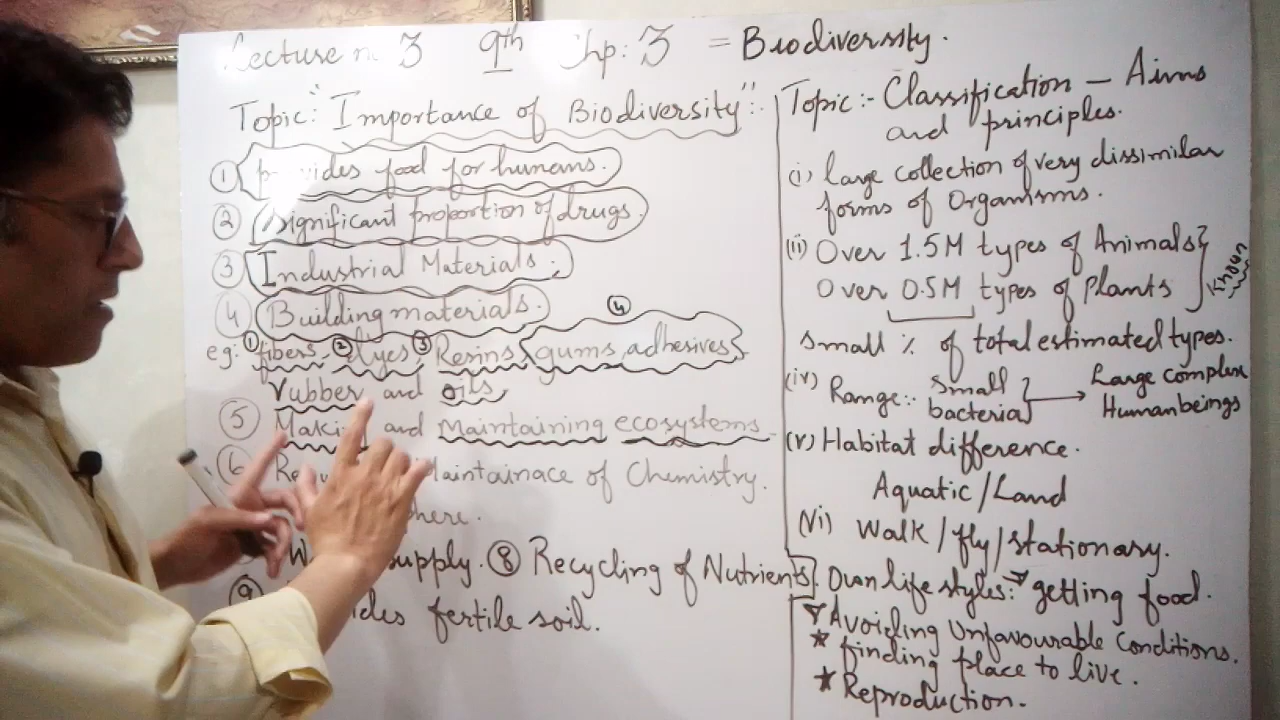 Lecture n 3 9th Chp: 3 = Biodiversity.
Topic: "Importance of Biodiversity":-
① provides food for humans.
② Significant proportion of drugs.
③ Industrial Materials.
④ Building materials.
eg: ① fibers, ② dyes, ③ Resins, ④ gums, adhesives
rubber and oils,
⑤ and Maintaining ecosystems
⑥ Maintainace of Chemistry.
supply. ⑧ Recycling of Nutrients.
⑨ fertile soil.
Topic:- Classification – Aims
and principles.
(i) large collection of very dissimilar
forms of Organisms.
(ii) Over 1.5M types of Animals
Over 0.5M types of plants } Known
Small % of total estimated types.
(iv) Range:- Small
bacteria } → Large complex
Humanbeings
(v) Habitat difference.
Aquatic/Land
(vi) Walk/fly/stationary.
Own life styles:- * getting food.
* Avoiding Unfavourable Conditions.
* finding place to live.
* Reproduction.